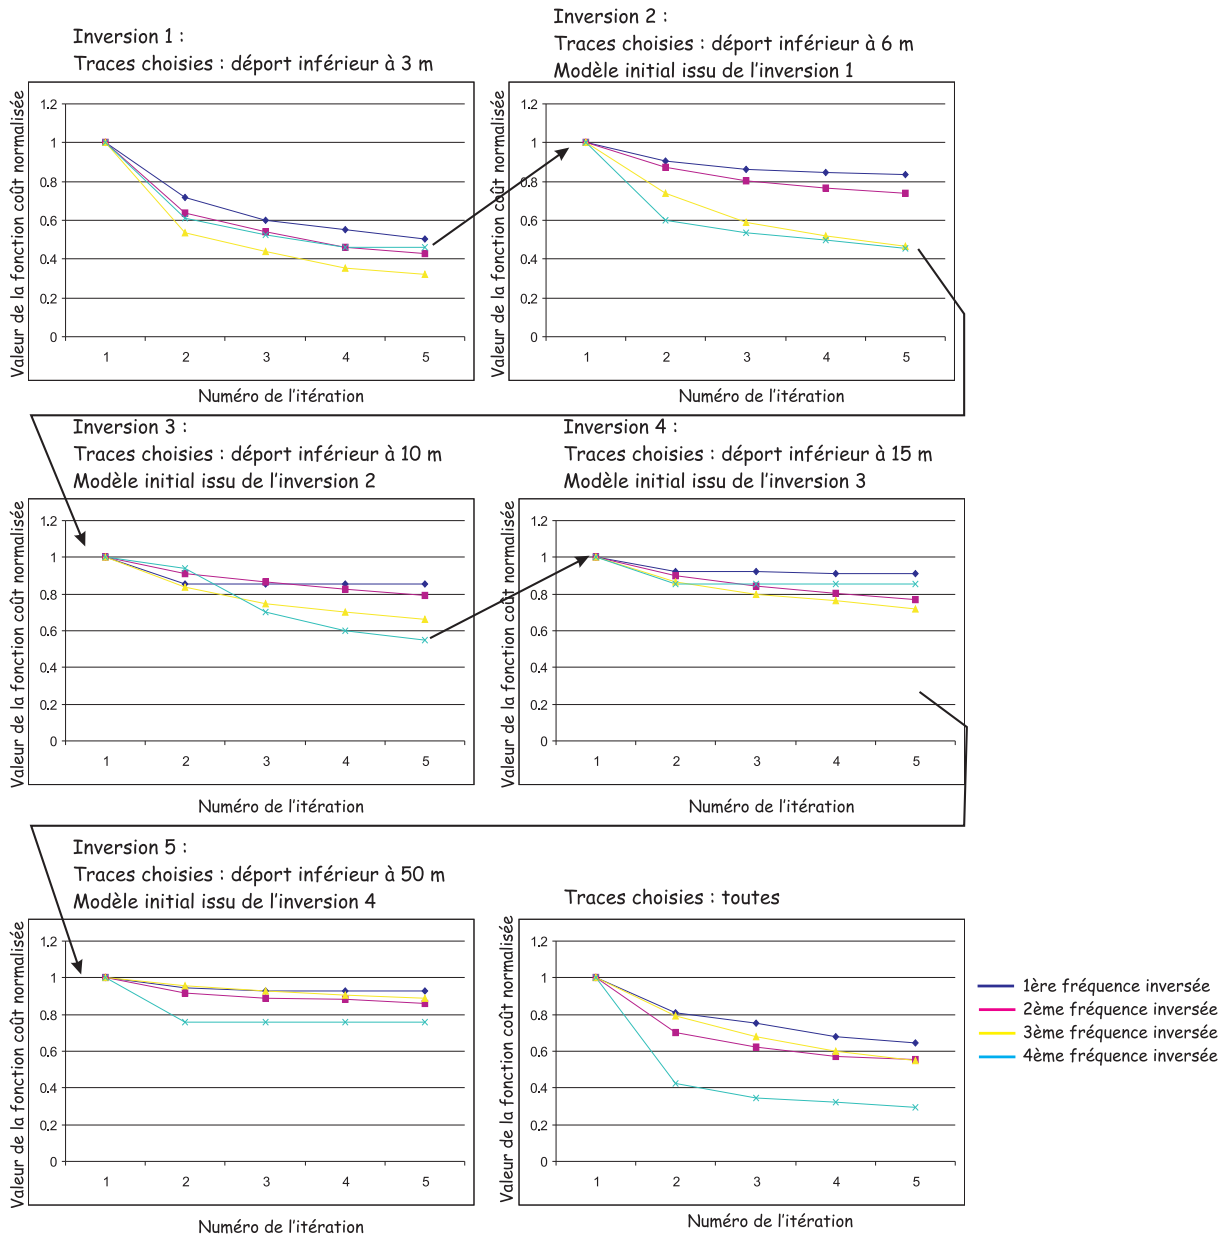 Inversion 1 :
Traces choisies : déport inférieur à 3 m
Valeur de la fonction coût normalisée
1.2
1
0.8
0.6
0.4
0.2
0
1 2 3 4 5
Numéro de l'itération
Inversion 2 :
Traces choisies : déport inférieur à 6 m
Modèle initial issu de l'inversion 1
Valeur de la fonction coût normalisée
1.2
1
0.8
0.6
0.4
0.2
0
1 2 3 4 5
Numéro de l'itération
Inversion 3 :
Traces choisies : déport inférieur à 10 m
Modèle initial issu de l'inversion 2
Valeur de la fonction coût normalisée
1.2
1
0.8
0.6
0.4
0.2
0
1 2 3 4 5
Numéro de l'itération
Inversion 4 :
Traces choisies : déport inférieur à 15 m
Modèle initial issu de l'inversion 3
Valeur de la fonction coût normalisée
1.2
1
0.8
0.6
0.4
0.2
0
1 2 3 4 5
Numéro de l'itération
Inversion 5 :
Traces choisies : déport inférieur à 50 m
Modèle initial issu de l'inversion 4
Valeur de la fonction coût normalisée
1.2
1
0.8
0.6
0.4
0.2
0
1 2 3 4 5
Numéro de l'itération
Traces choisies : toutes
Valeur de la fonction coût normalisée
1.2
1
0.8
0.6
0.4
0.2
0
1 2 3 4 5
Numéro de l'itération
1ère fréquence inversée
2ème fréquence inversée
3ème fréquence inversée
4ème fréquence inversée